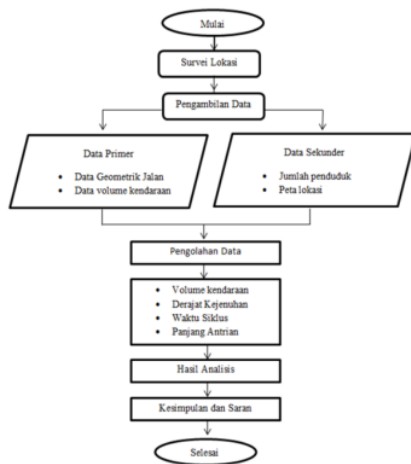 Mulai
Survei Lokasi
Pengambilan Data
Data Primer
• Data Geometrik Jalan
• Data volume kendaraan
Data Sekunder
• Jumlah penduduk
• Peta lokasi
Pengolahan Data
• Volume kendaraan
• Derajat Kejenuhan
• Waktu Siklus
• Panjang Antrian
Hasil Analisis
Kesimpulan dan Saran
Selesai